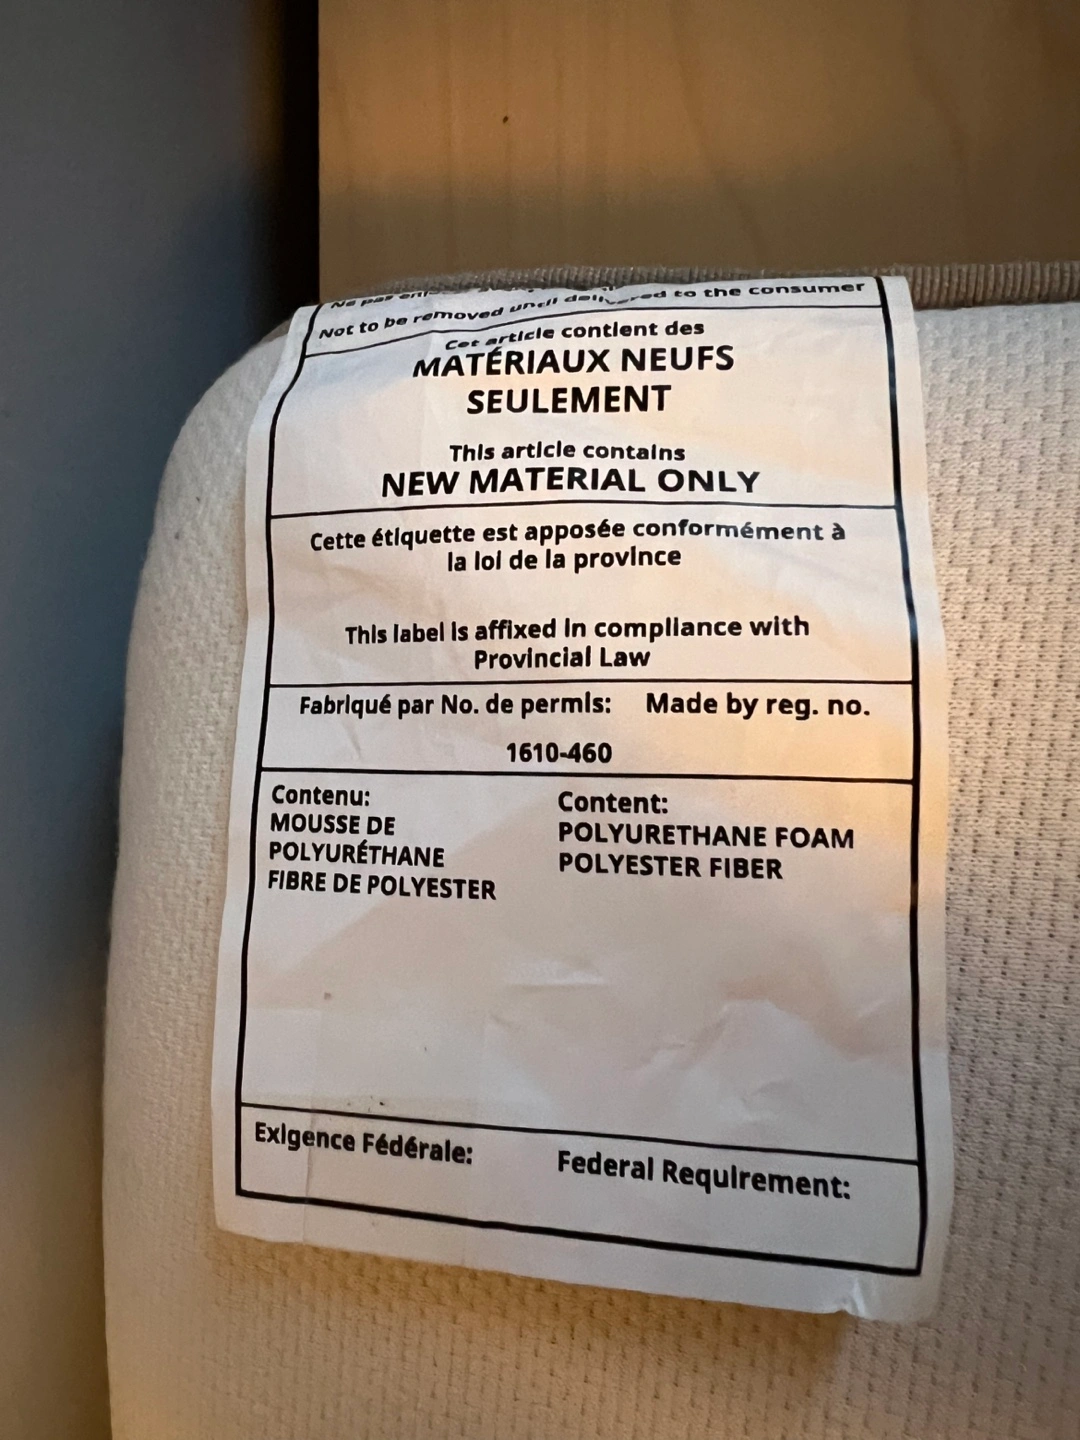 Ne pas
Not to be removed until delivered to the consumer
Cet article contient des
MATÉRIAUX NEUFS
SEULEMENT
This article contains
NEW MATERIAL ONLY
Cette étiquette est apposée conformément à
la loi de la province
This label is affixed in compliance with
Provincial Law
Fabriqué par No. de permis: Made by reg. no.
1610-460
Contenu:
MOUSSE DE
POLYURÉTHANE
FIBRE DE POLYESTER
Content:
POLYURETHANE FOAM
POLYESTER FIBER
Exigence Fédérale:
Federal Requirement: